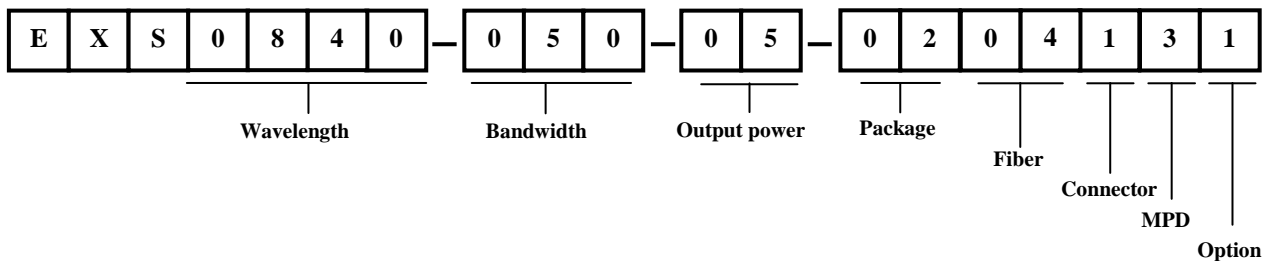 E X S 0 8 4 0 – 0 5 0 – 0 5 – 0 2 0 4 1 3 1
Wavelength Bandwidth Output power Package
Fiber
Connector
MPD
Option